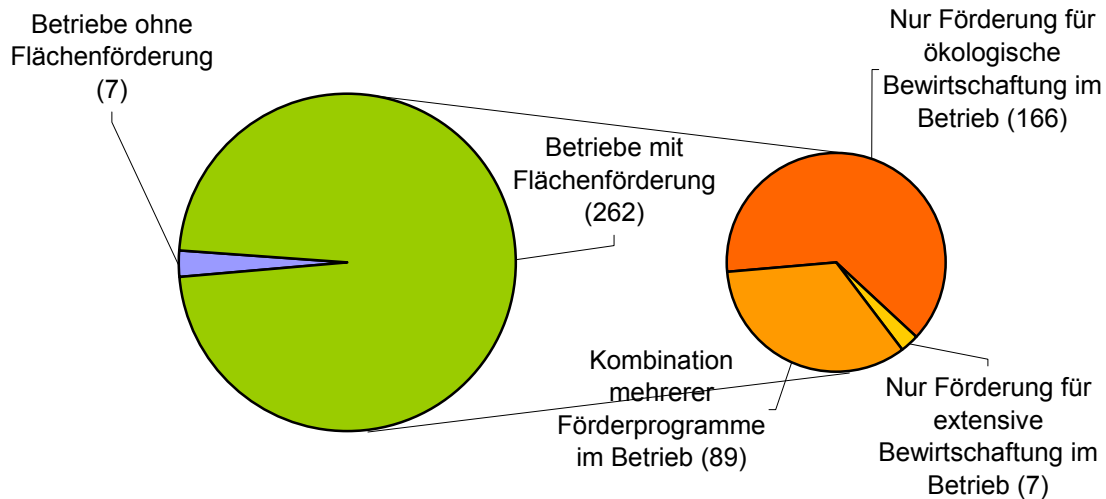 Betriebe ohne
Flächenförderung
(7)
Betriebe mit
Flächenförderung
(262)
Nur Förderung für
ökologische
Bewirtschaftung im
Betrieb (166)
Kombination
mehrerer
Förderprogramme
im Betrieb (89)
Nur Förderung für
extensive
Bewirtschaftung im
Betrieb (7)